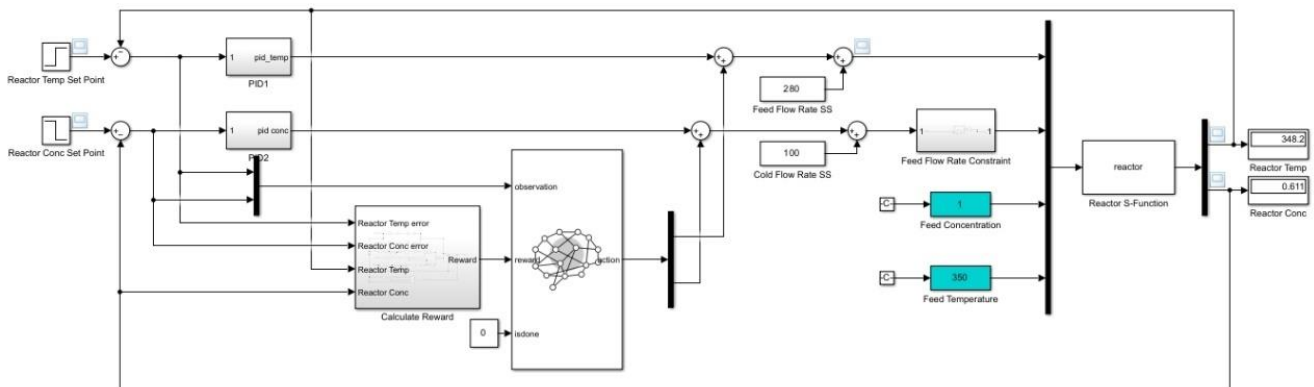 Reactor Temp Set Point
1
pid_temp
PID1
280
Feed Flow Rate SS
Reactor Conc Set Point
1
pid conc
PID2
100
Cold Flow Rate SS
1
1
Feed Flow Rate Constraint
reactor
Reactor S-Function
348.2
Reactor Temp
0.611
Reactor Conc
observation
reward
action
isdone
Reactor Temp error
Reactor Conc error
Reactor Temp
Reactor Conc
Reward
Calculate Reward
0
-C-
1
Feed Concentration
-C-
350
Feed Temperature